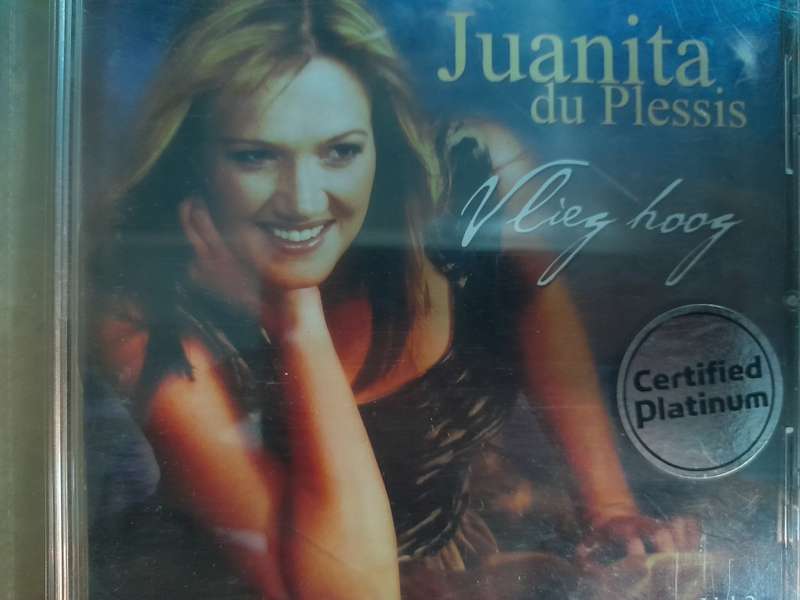 Juanita
du Plessis
Vlieg hoog
Certified
Platinum